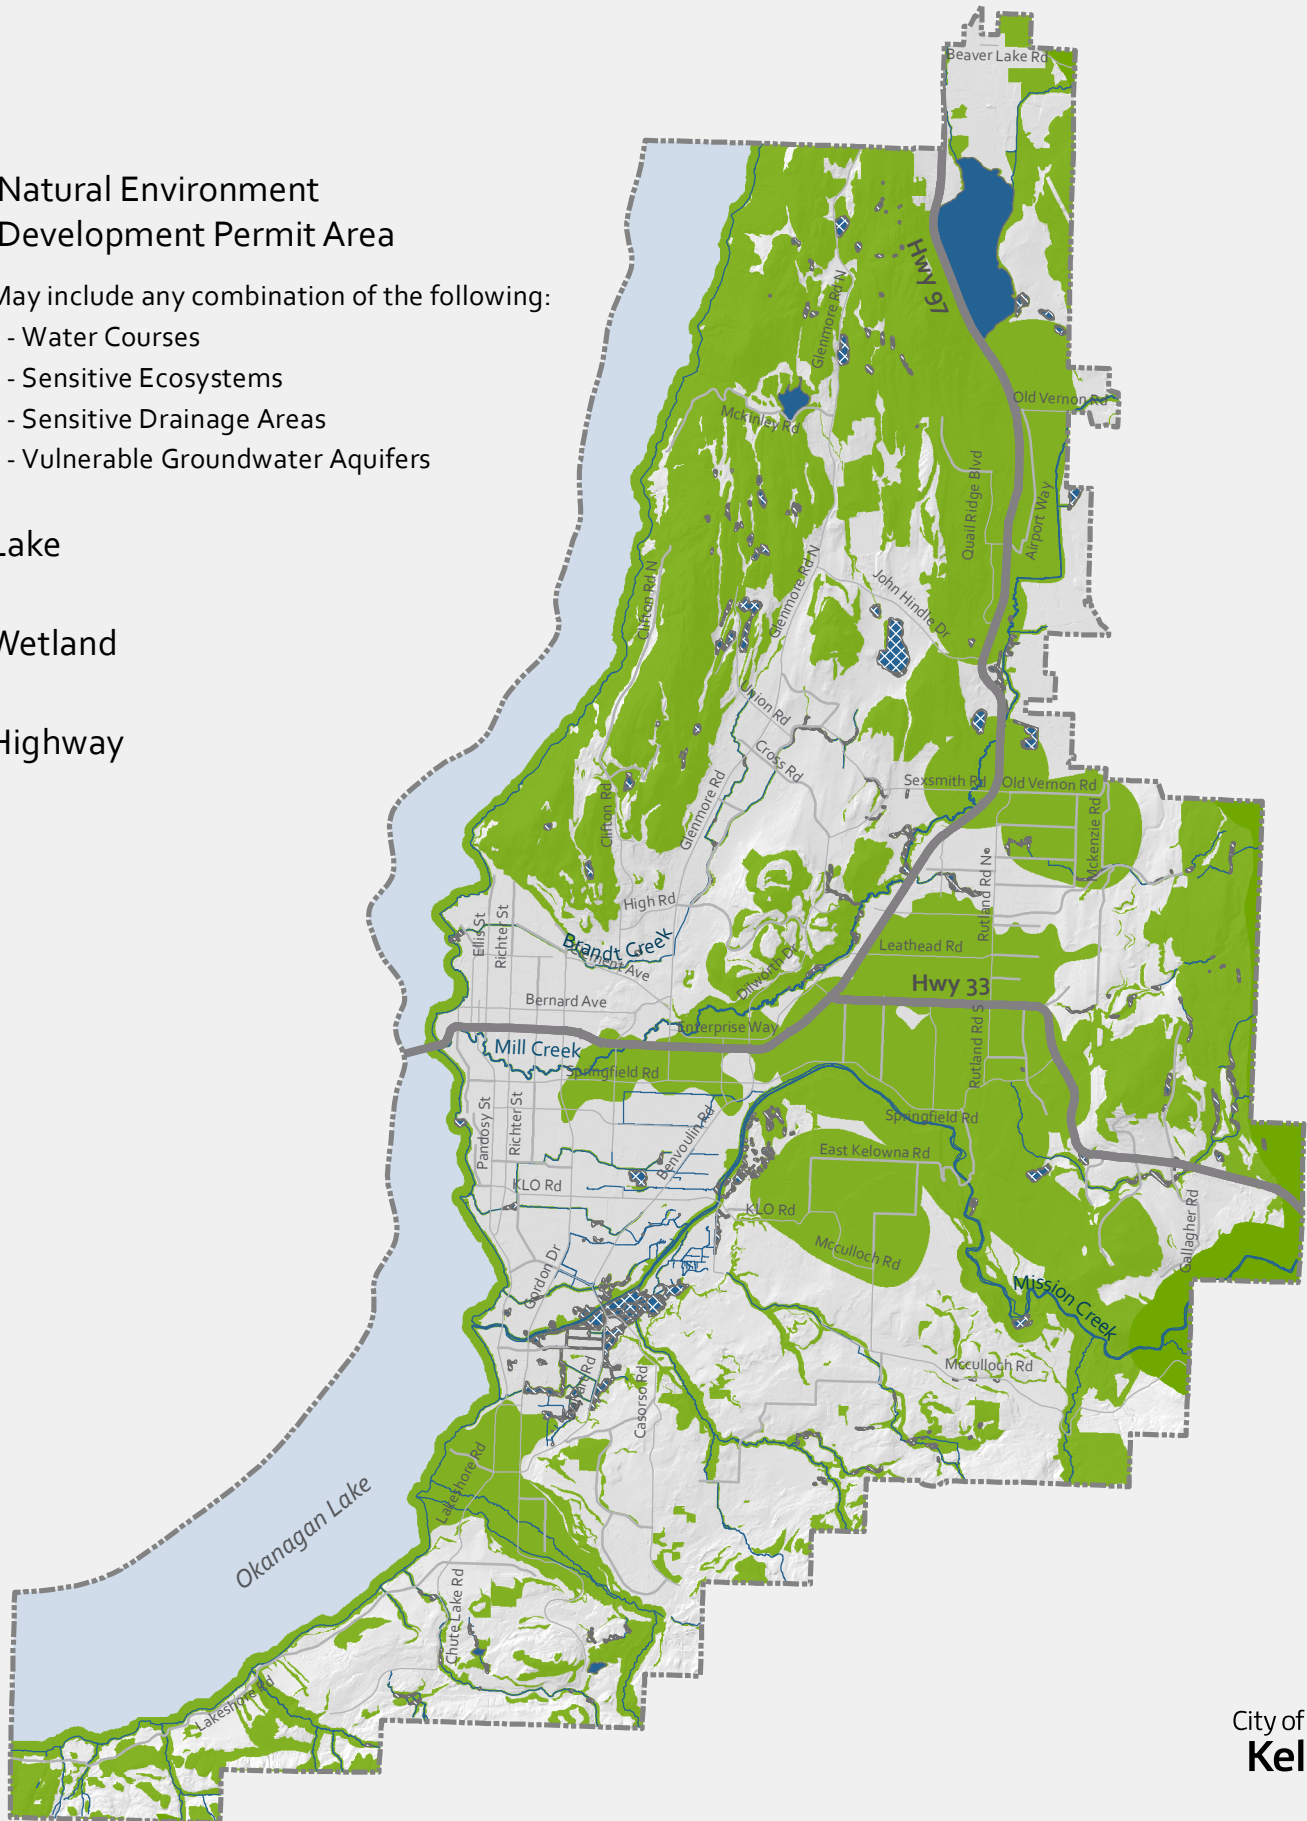 Natural Environment
Development Permit Area
May include any combination of the following:
- Water Courses
- Sensitive Ecosystems
- Sensitive Drainage Areas
- Vulnerable Groundwater Aquifers
Lake
Wetland
Highway
Beaver Lake Rd
Hwy 97
Glenmore Rd N
Mckinley Rd
Old Vernon Rd
Quail Ridge Blvd
Airport Way
Clifton Rd N
Glenmore Rd N
John Hindle Dr
Union Rd
Cross Rd
Sexsmith Rd
Old Vernon Rd
Clifton Rd
Glenmore Rd
Mckenzie Rd
Rutland Rd N
High Rd
Ellis St
Richter St
Brandt Creek
Clement Ave
Leathead Rd
Dilworth Dr
Hwy 33
Bernard Ave
Enterprise Way
Mill Creek
Springfield Rd
Rutland Rd S
Pandosy St
Richter St
Benvoulin Rd
Springfield Rd
East Kelowna Rd
KLO Rd
KLO Rd
Mcculloch Rd
Gallagher Rd
Gordon Dr
Mission Creek
Mcculloch Rd
Casorso Rd
Lakeshore Rd
Okanagan Lake
Chute Lake Rd
Lakeshore Rd
City of
Kel